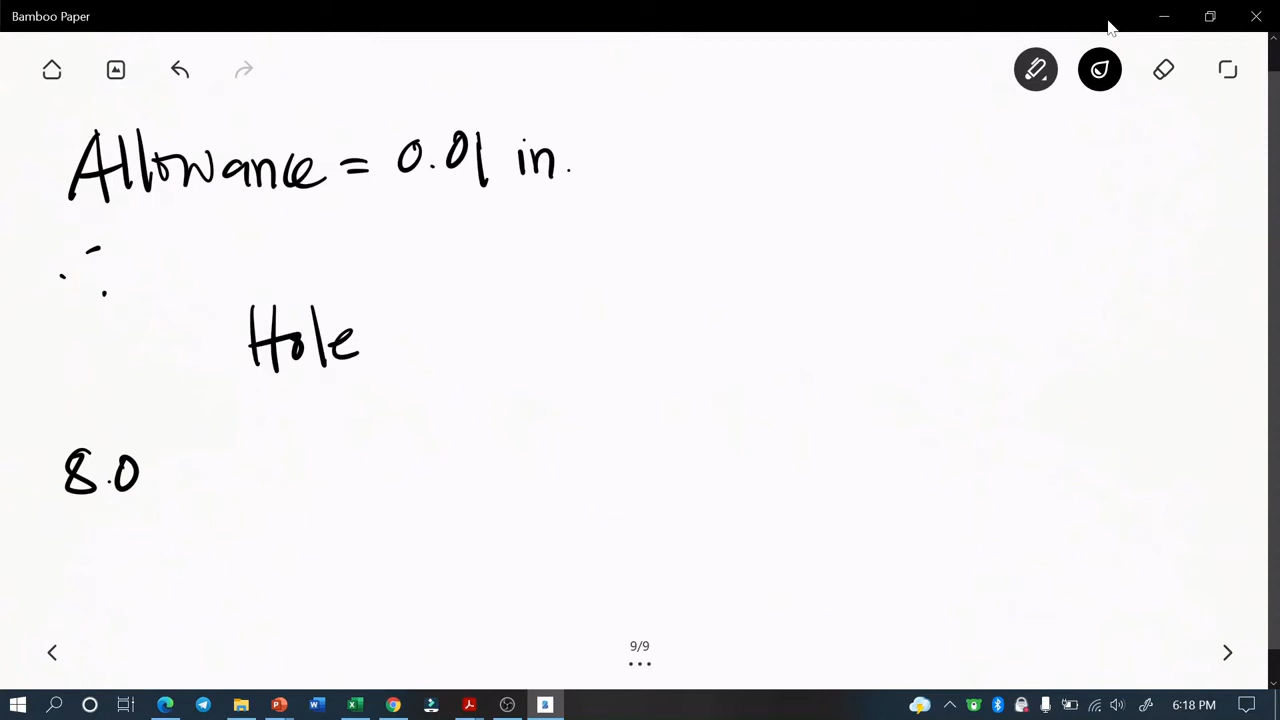 Bamboo Paper
Allowance = 0.01 in.
∴
Hole
8.0
9/9
6:18 PM